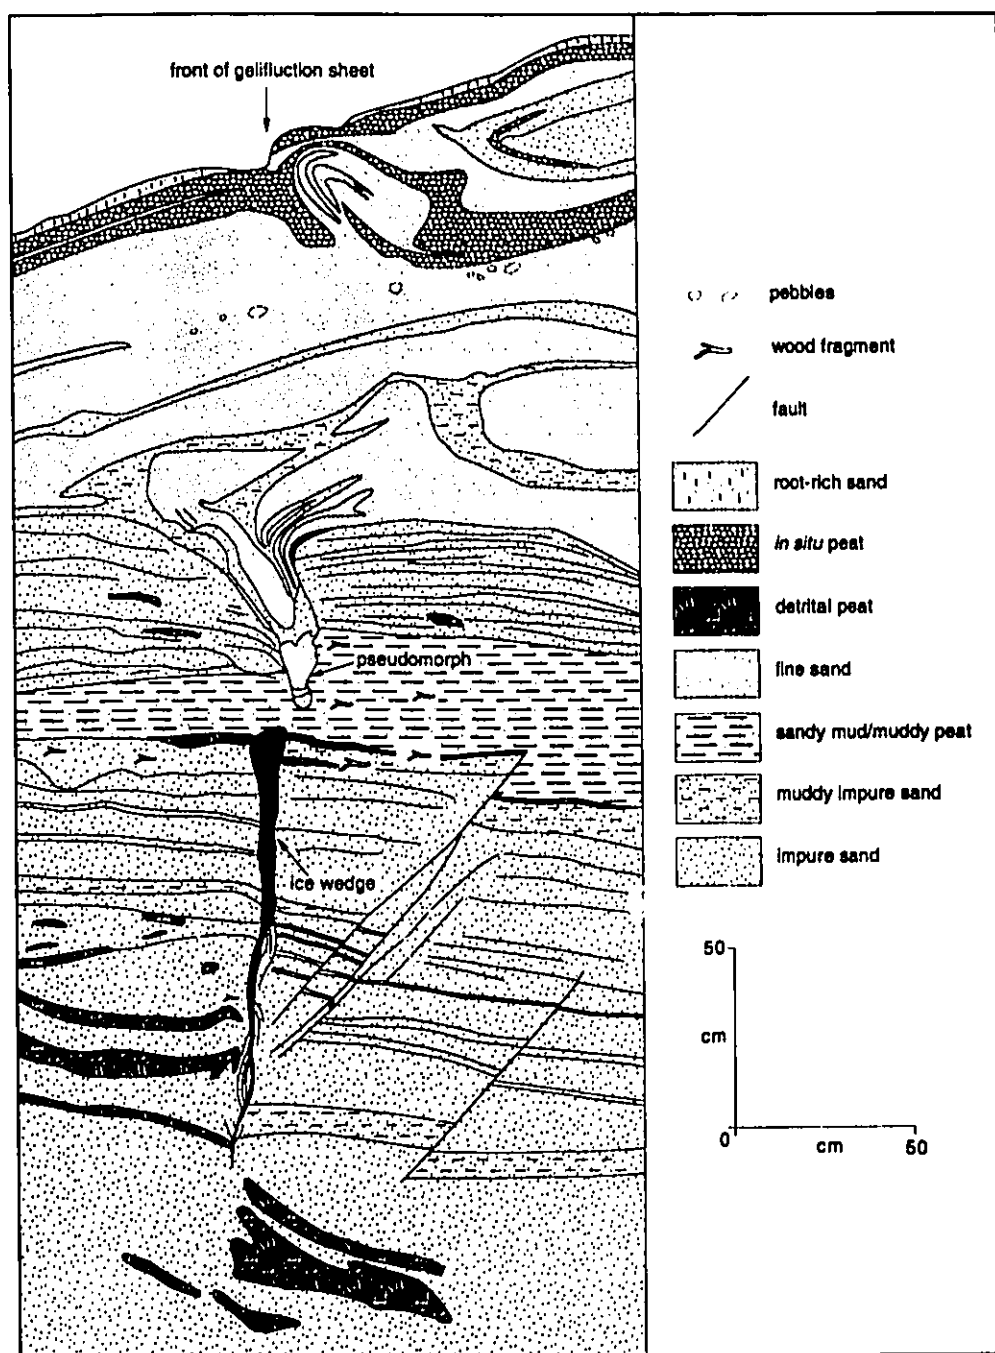 front of gelifluction sheet
pseudomorph
ice wedge
pebbles
wood fragment
fault
root-rich sand
in situ peat
detrital peat
fine sand
sandy mud/muddy peat
muddy impure sand
impure sand
50
cm
0
cm
50